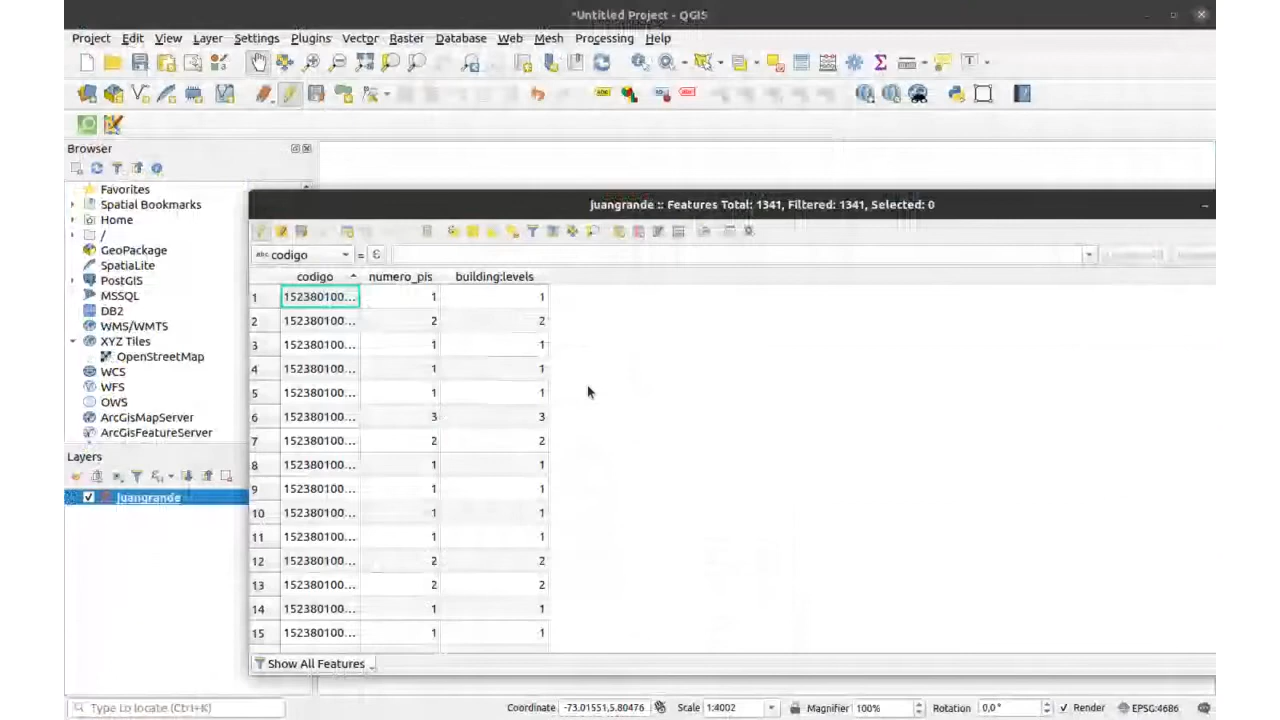 *Untitled Project - QGIS
Project Edit View Layer Settings Plugins Vector Raster Database Web Mesh Processing Help
Browser
Favorites
Spatial Bookmarks
Home
/
GeoPackage
SpatiaLite
PostGIS
MSSQL
DB2
WMS/WMTS
XYZ Tiles
OpenStreetMap
WCS
WFS
OWS
ArcGisMapServer
ArcGisFeatureServer
Layers
juangrande
juangrande :: Features Total: 1341, Filtered: 1341, Selected: 0
abc codigo = ε
codigo numero_pis building:levels
1 152380100... 1 1
2 152380100... 2 2
3 152380100... 1 1
4 152380100... 1 1
5 152380100... 1 1
6 152380100... 3 3
7 152380100... 2 2
8 152380100... 1 1
9 152380100... 1 1
10 152380100... 1 1
11 152380100... 1 1
12 152380100... 2 2
13 152380100... 2 2
14 152380100... 1 1
15 152380100... 1 1
Show All Features
Type to locate (Ctrl+K) Coordinate -73.01551,5.80476 Scale 1:4002 Magnifier 100% Rotation 0,0° Render EPSG:4686